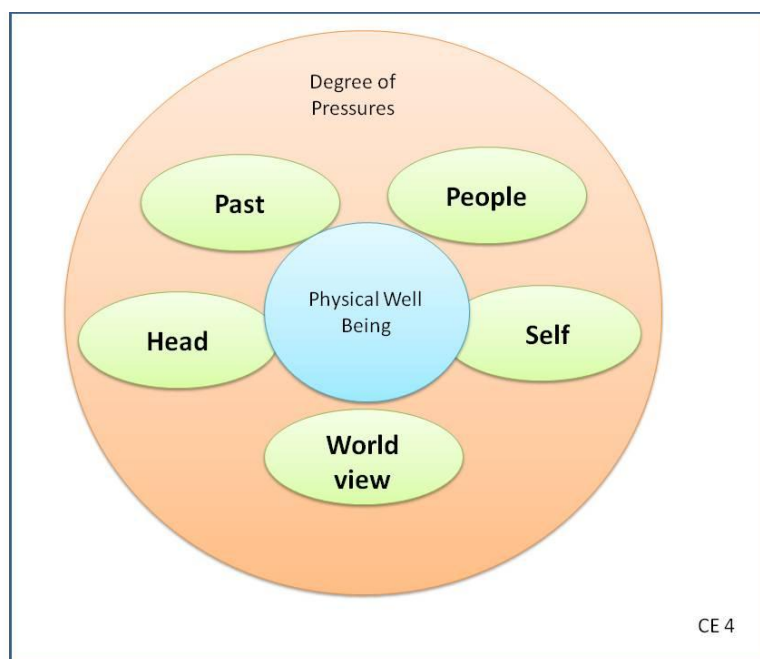 Degree of
Pressures
Past
People
Physical Well
Being
Head
Self
World
view
CE 4